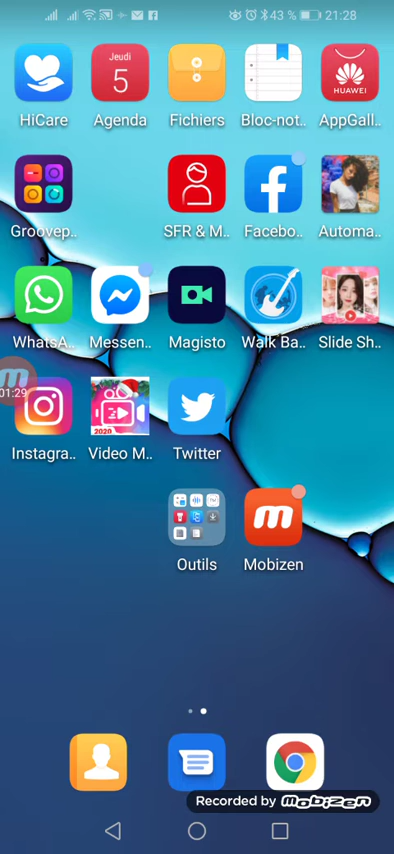 43 % 21:28
HiCare Jeudi 5 Agenda Fichiers Bloc-not.. HUAWEI AppGall..
Groovep.. SFR & M.. Facebo.. Automa..
WhatsA.. Messen.. Magisto Walk Ba.. Slide Sh..
01:29
Instagra.. 2020 Video M.. Twitter
Outils Mobizen
Recorded by mobizen